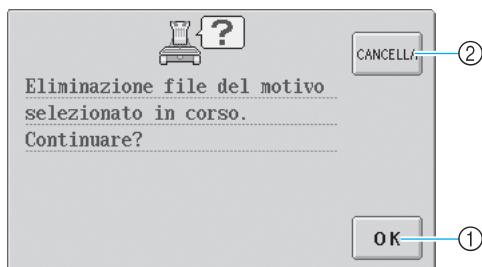 ?
CANCELLA
②
Eliminazione file del motivo
selezionato in corso.
Continuare?
OK
①